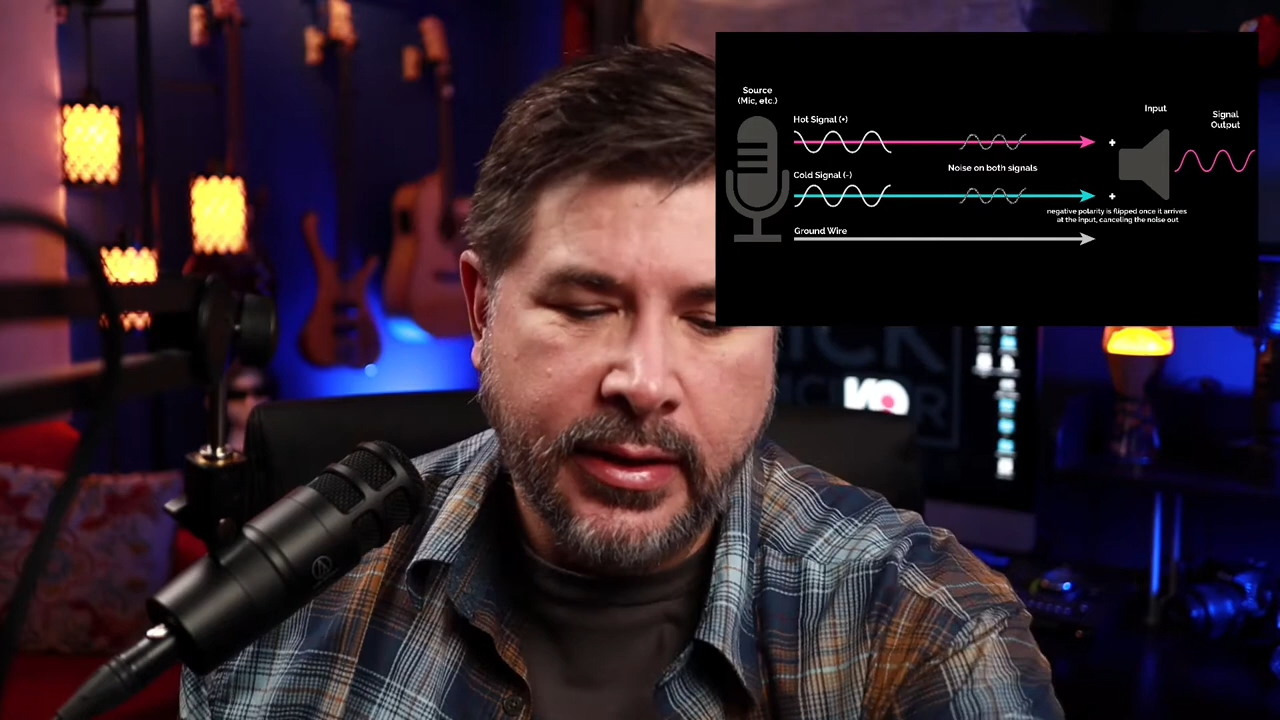 Source
(Mic, etc.)
Hot Signal (+)
Noise on both signals
Cold Signal (-)
Ground Wire
Input
+
+
negative polarity is flipped once it arrives
at the input, canceling the noise out
Signal
Output